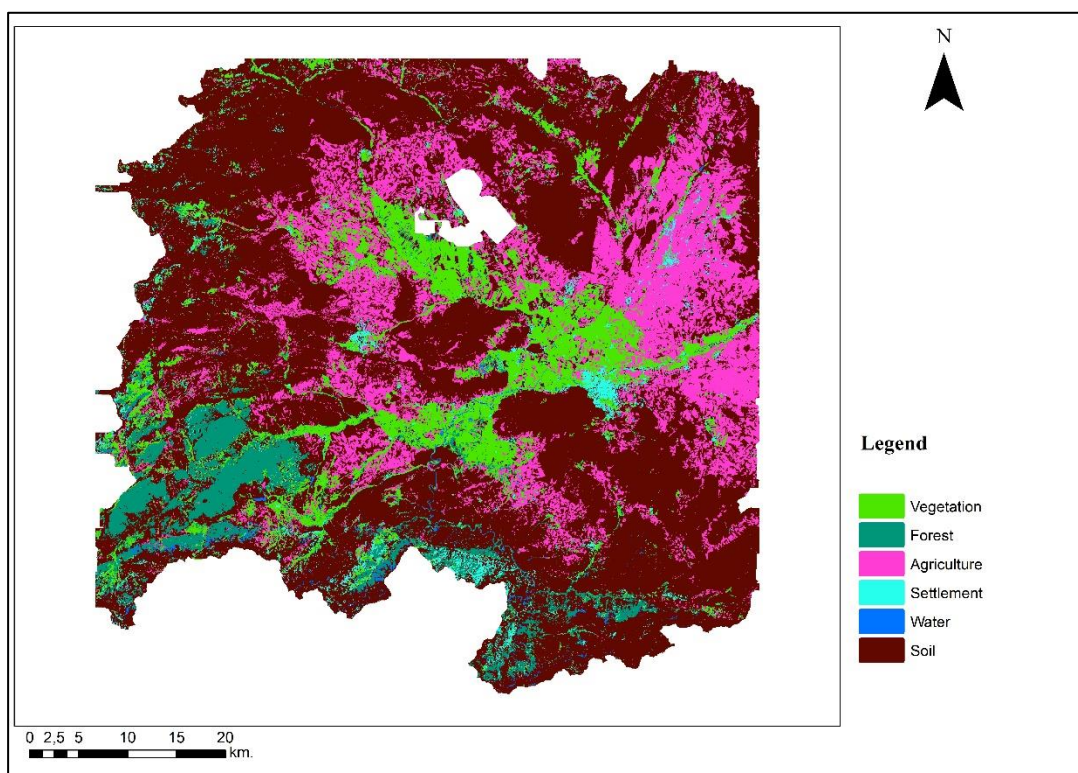 N
Legend
Vegetation
Forest
Agriculture
Settlement
Water
Soil
0 2,5 5 10 15 20
km.